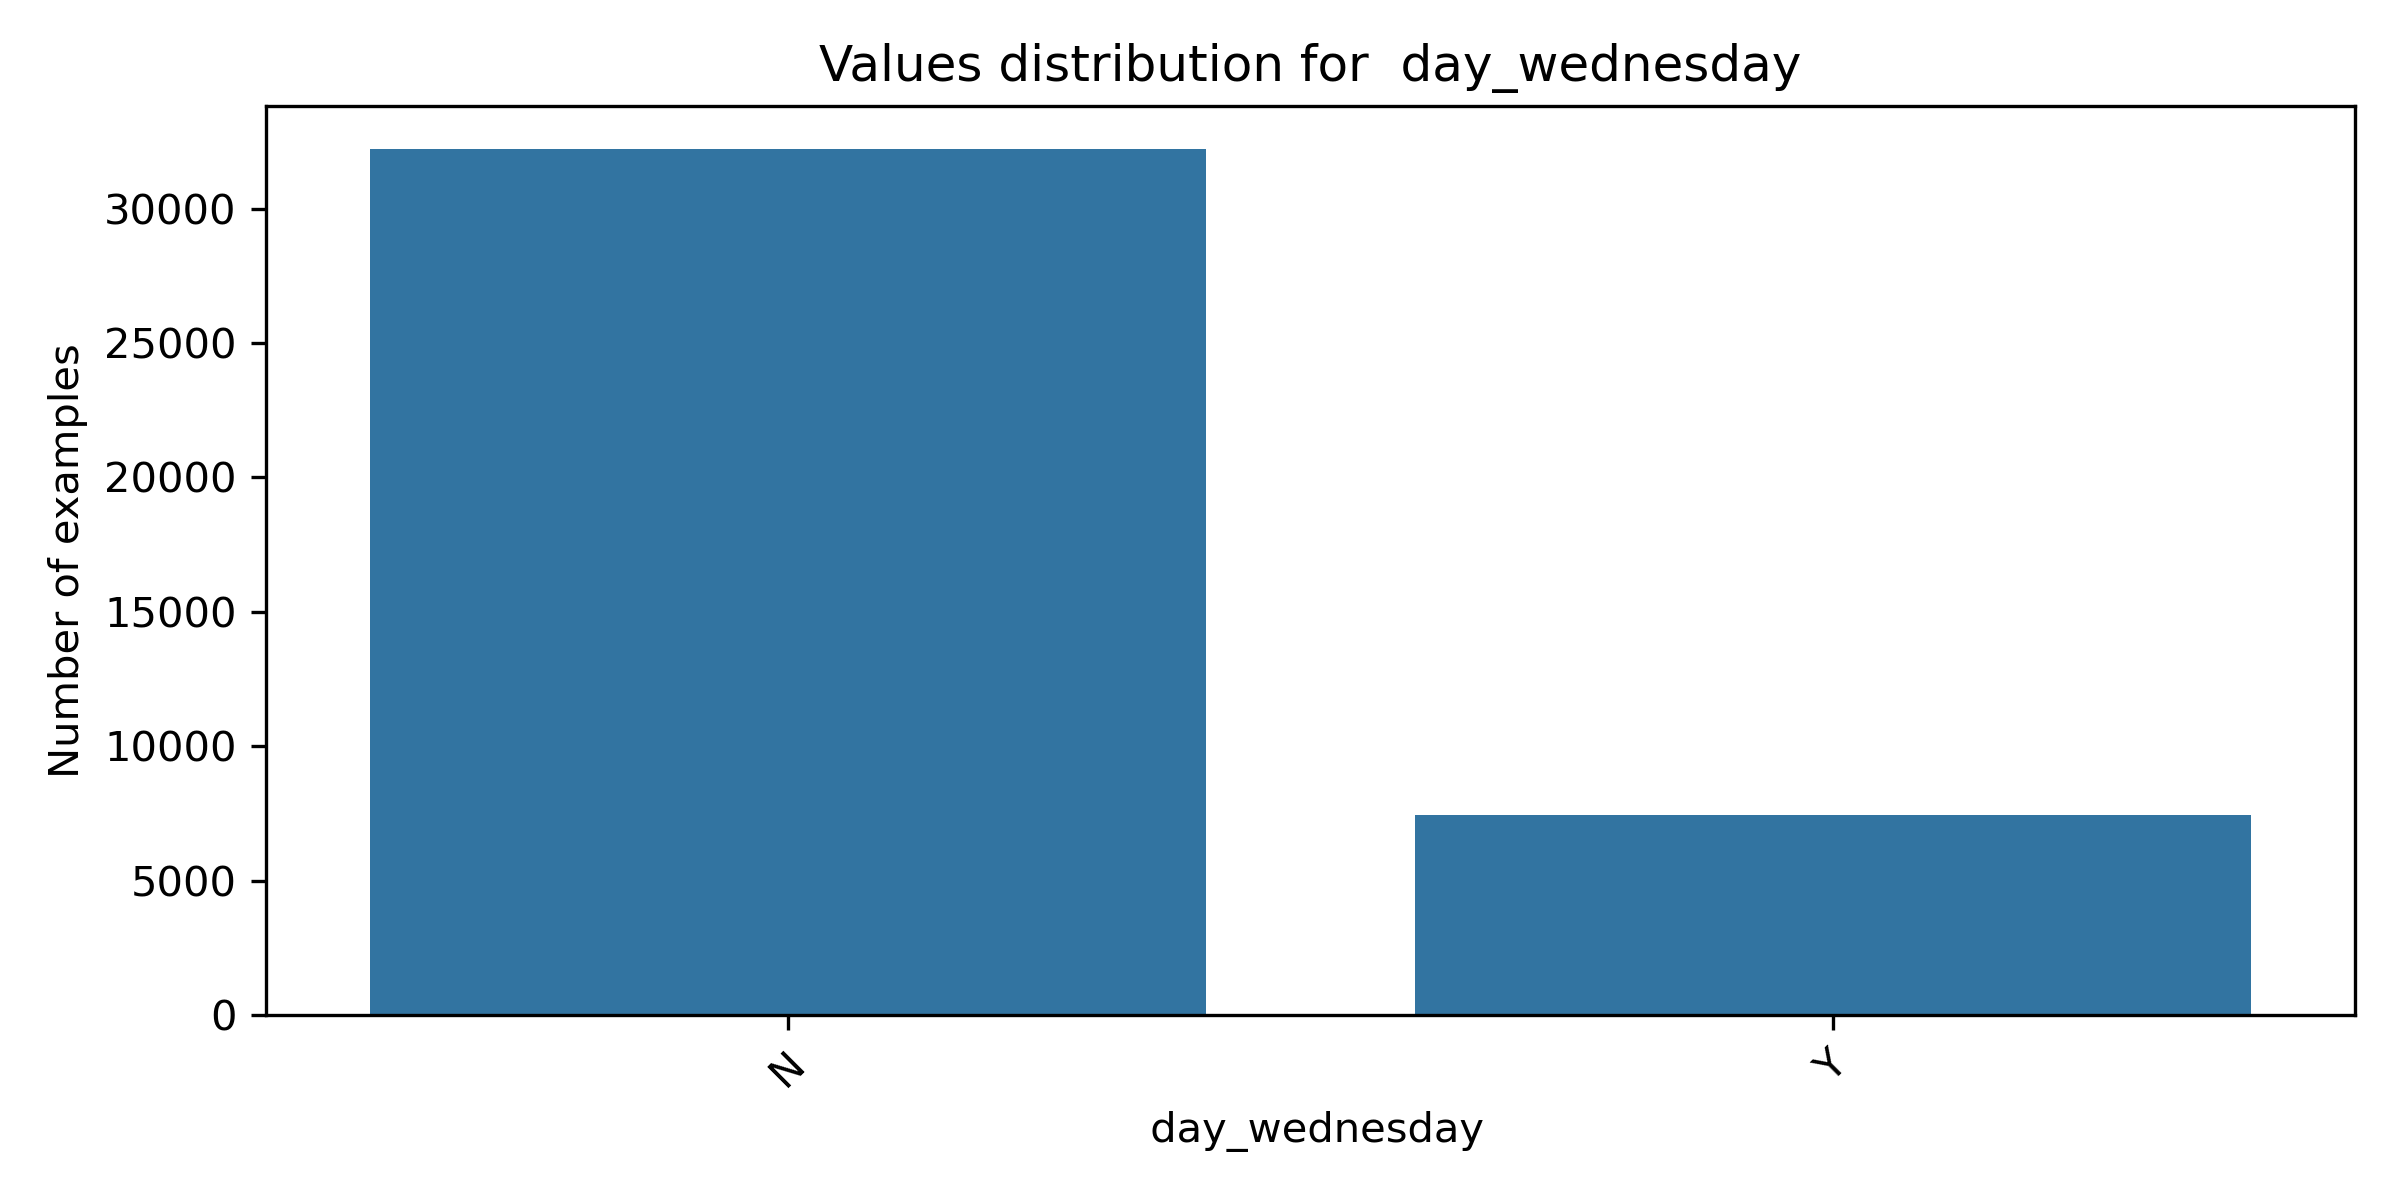 Values distribution for  day_wednesday
Number of examples
30000
25000
20000
15000
10000
5000
0
N
Y
day_wednesday